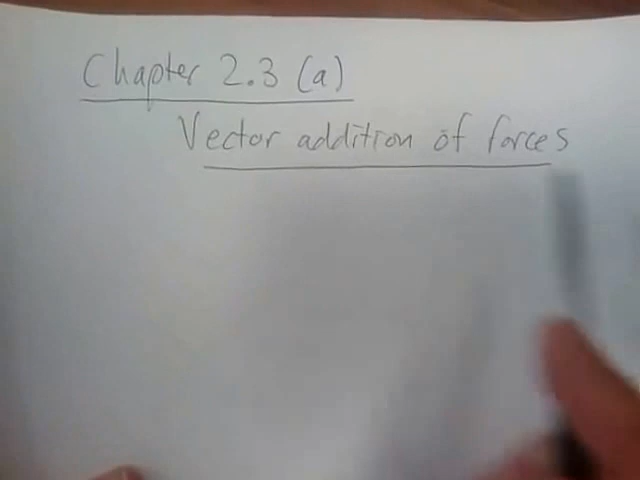 Chapter 2.3 (a)
Vector addition of forces